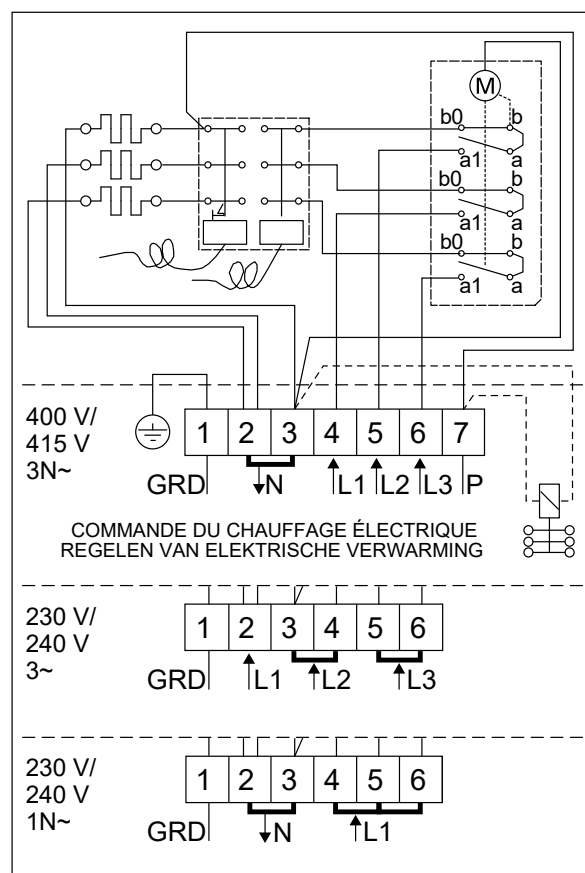 M
b0 b
a1 a
b0 b
a1 a
b0 b
a1 a
400 V/
415 V
3N~
1 2 3 4 5 6 7
GRD N L1 L2 L3 P
COMMANDE DU CHAUFFAGE ÉLECTRIQUE
REGELEN VAN ELEKTRISCHE VERWARMING
230 V/
240 V
3~
1 2 3 4 5 6
GRD L1 L2 L3
230 V/
240 V
1N~
1 2 3 4 5 6
GRD N L1